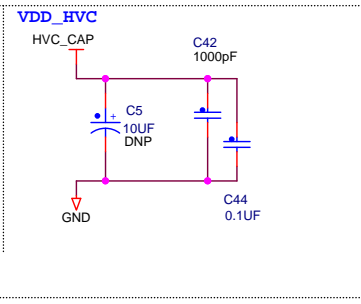 VDD_HVC
HVC_CAP
C42
1000pF
C5
+
10UF
DNP
C44
0.1UF
GND